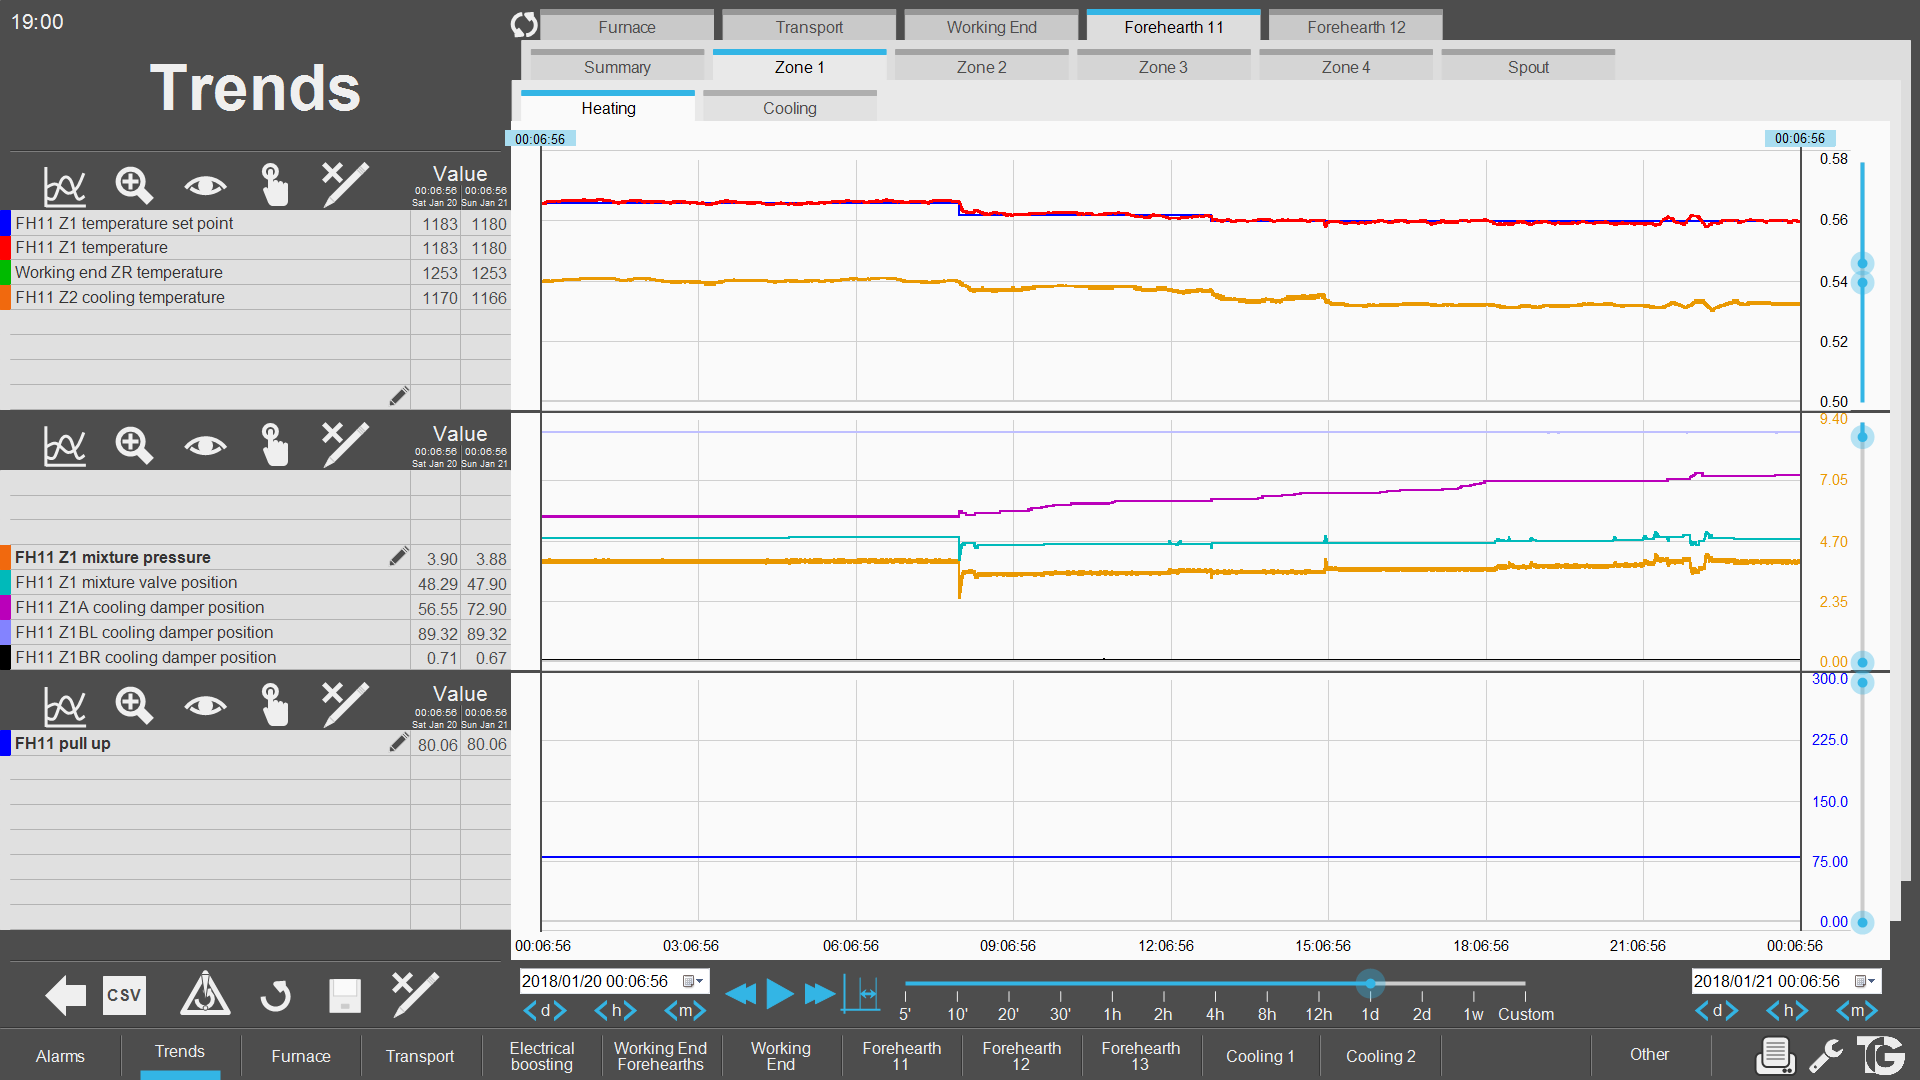 19:00
Trends
Furnace
Transport
Working End
Forehearth 11
Forehearth 12
Summary
Zone 1
Zone 2
Zone 3
Zone 4
Spout
Heating
Cooling
00:06:56
00:06:56
Value
00:06:56 00:06:56
Sat Jan 20 Sun Jan 21
FH11 Z1 temperature set point 1183 1180
FH11 Z1 temperature 1183 1180
Working end ZR temperature 1253 1253
FH11 Z2 cooling temperature 1170 1166
0.58
0.56
0.54
0.52
0.50
Value
00:06:56 00:06:56
Sat Jan 20 Sun Jan 21
FH11 Z1 mixture pressure 3.90 3.88
FH11 Z1 mixture valve position 48.29 47.90
FH11 Z1A cooling damper position 56.55 72.90
FH11 Z1BL cooling damper position 89.32 89.32
FH11 Z1BR cooling damper position 0.71 0.67
9.40
7.05
4.70
2.35
0.00
Value
00:06:56 00:06:56
Sat Jan 20 Sun Jan 21
FH11 pull up 80.06 80.06
300.0
225.0
150.0
75.00
0.00
00:06:56 03:06:56 06:06:56 09:06:56 12:06:56 15:06:56 18:06:56 21:06:56 00:06:56
CSV
2018/01/20 00:06:56
d h m
5' 10' 20' 30' 1h 2h 4h 8h 12h 1d 2d 1w Custom
2018/01/21 00:06:56
d h m
Alarms
Trends
Furnace
Transport
Electrical
boosting
Working End
Forehearths
Working
End
Forehearth
11
Forehearth
12
Forehearth
13
Cooling 1
Cooling 2
Other
TG